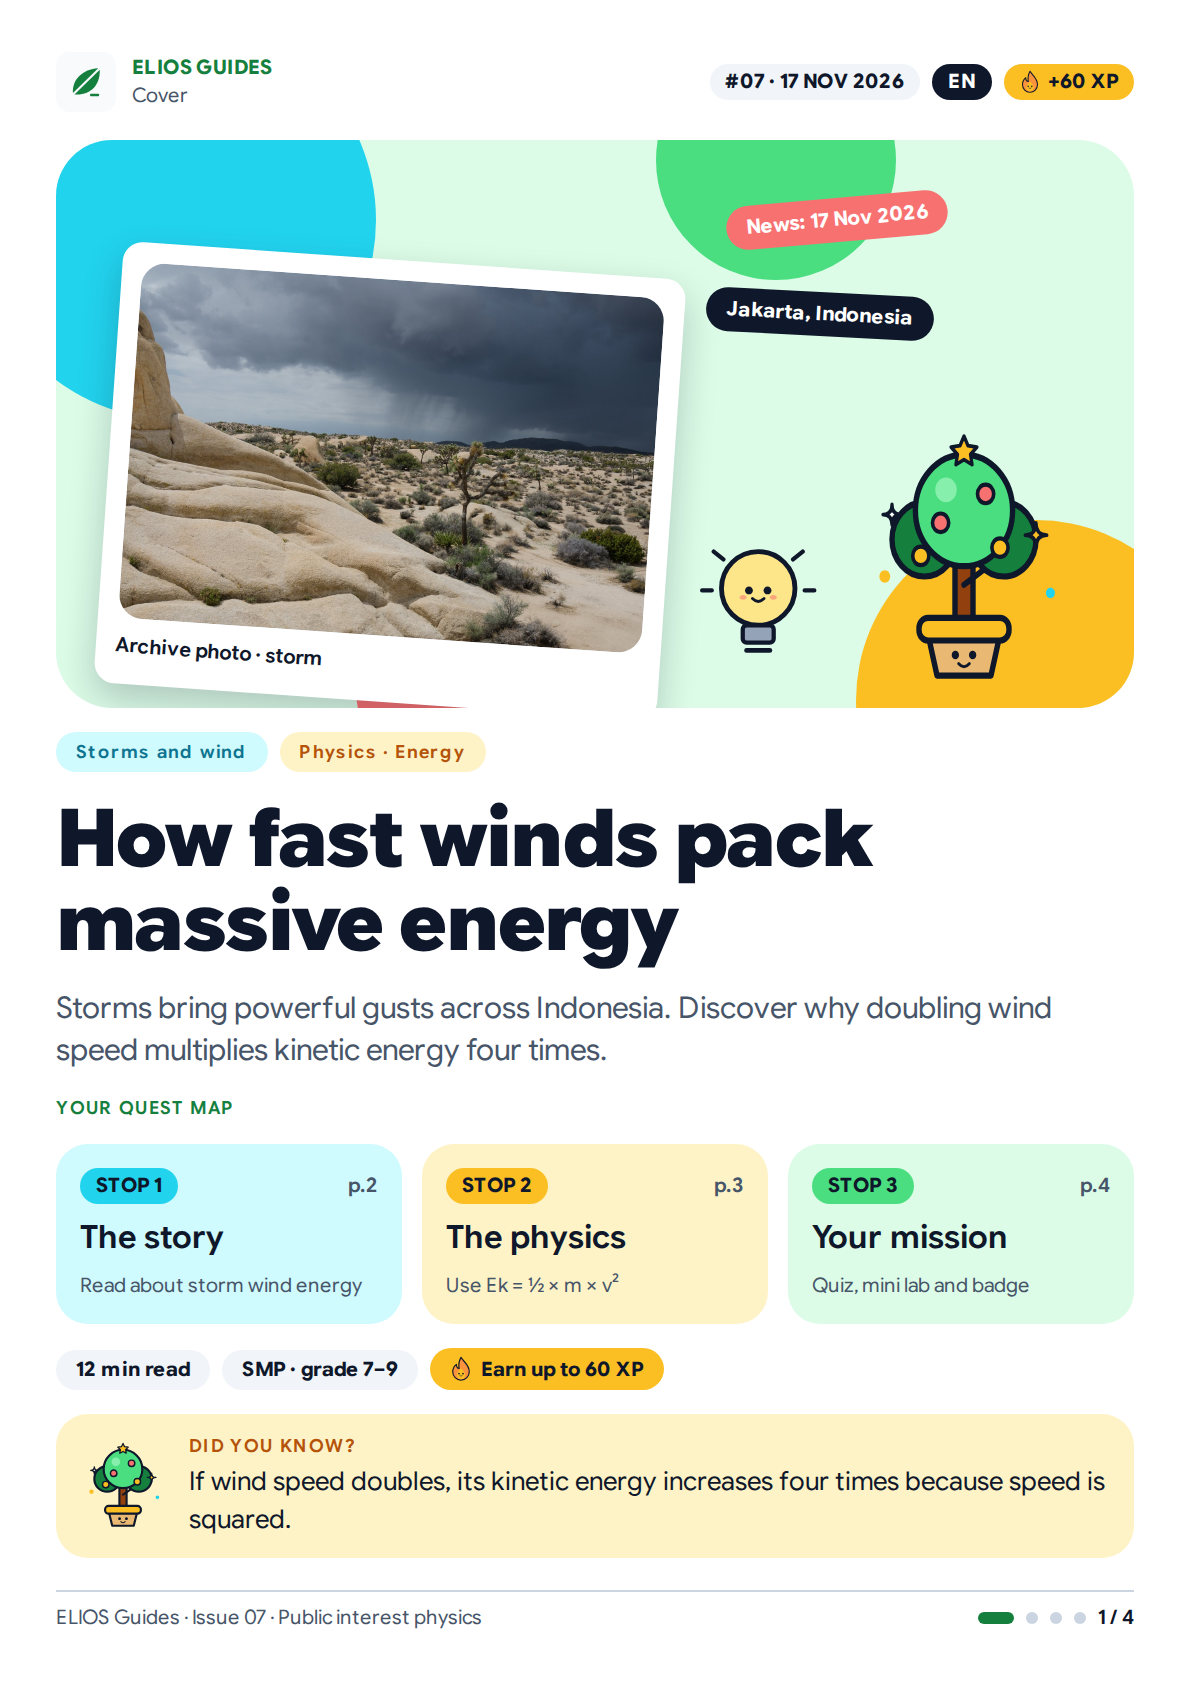 ELIOS GUIDES
Cover
#07 · 17 NOV 2026
EN
+60 XP
News: 17 Nov 2026
Jakarta, Indonesia
Archive photo · storm
Storms and wind
Physics · Energy
How fast winds pack
massive energy
Storms bring powerful gusts across Indonesia. Discover why doubling wind
speed multiplies kinetic energy four times.
YOUR QUEST MAP
STOP 1
p.2
The story
Read about storm wind energy
STOP 2
p.3
The physics
Use Ek = ½ × m × v²
STOP 3
p.4
Your mission
Quiz, mini lab and badge
12 min read
SMP · grade 7–9
Earn up to 60 XP
DID YOU KNOW?
If wind speed doubles, its kinetic energy increases four times because speed is
squared.
ELIOS Guides · Issue 07 · Public interest physics
1 / 4